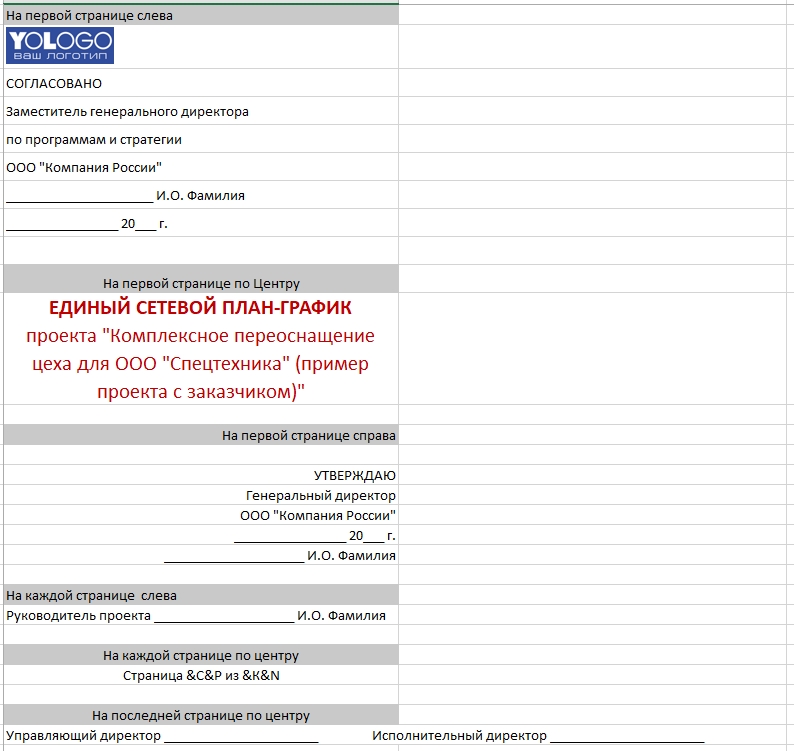 На первой странице слева
YOLOGO
ваш логотип
СОГЛАСОВАНО
Заместитель генерального директора
по программам и стратегии
ООО "Компания России"
_____________________ И.О. Фамилия
________________ 20___ г.
На первой странице по Центру
ЕДИНЫЙ СЕТЕВОЙ ПЛАН-ГРАФИК
проекта "Комплексное переоснащение
цеха для ООО "Спецтехника" (пример
проекта с заказчиком)"
На первой странице справа
УТВЕРЖДАЮ
Генеральный директор
ООО "Компания России"
________________ 20___ г.
____________________ И.О. Фамилия
На каждой странице  слева
Руководитель проекта ____________________ И.О. Фамилия
На каждой странице по центру
Страница &C&P из &K&N
На последней странице по центру
Управляющий директор ______________________ Исполнительный директор ______________________